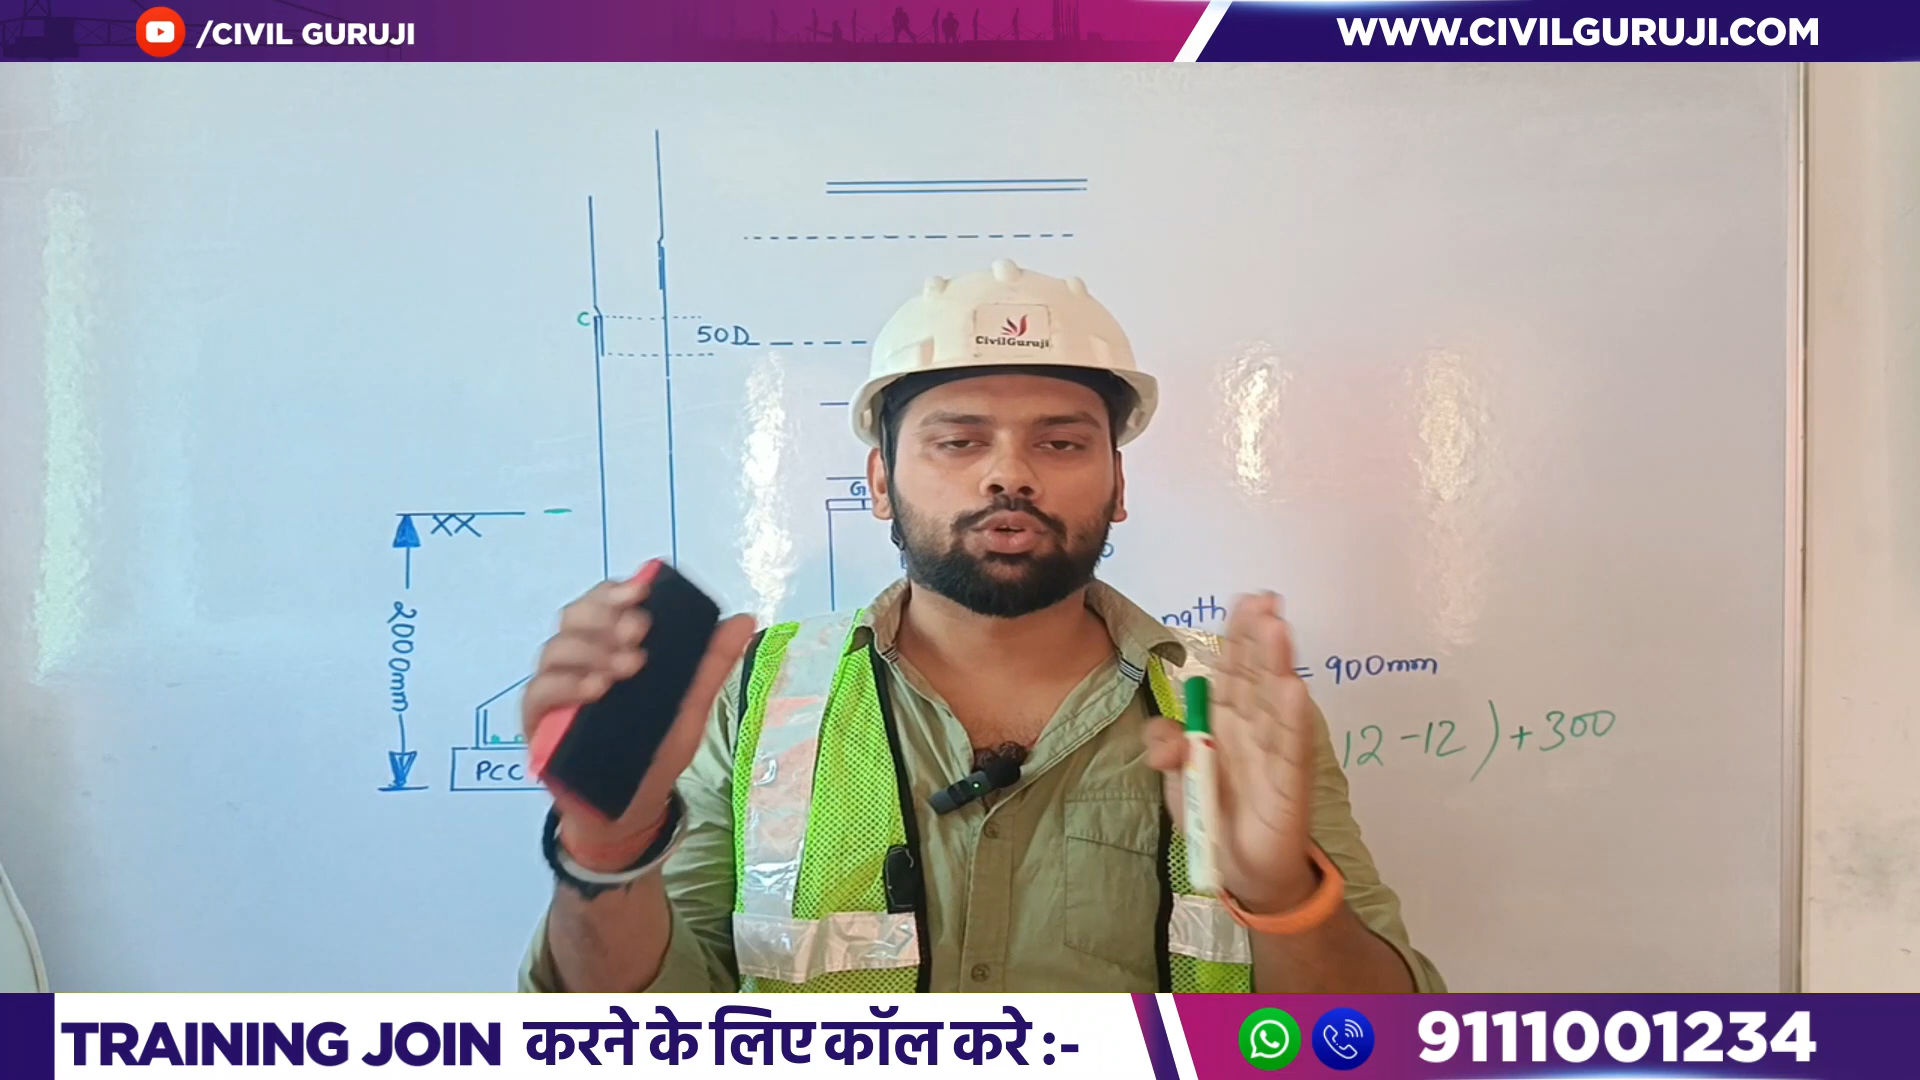 /CIVIL GURUJI
WWW.CIVILGURUJI.COM
C
50D
CivilGuruji
XX
G
2000mm
= 900mm
12 - 12 ) + 300
PCC
TRAINING JOIN करने के लिए कॉल करे :-
9111001234